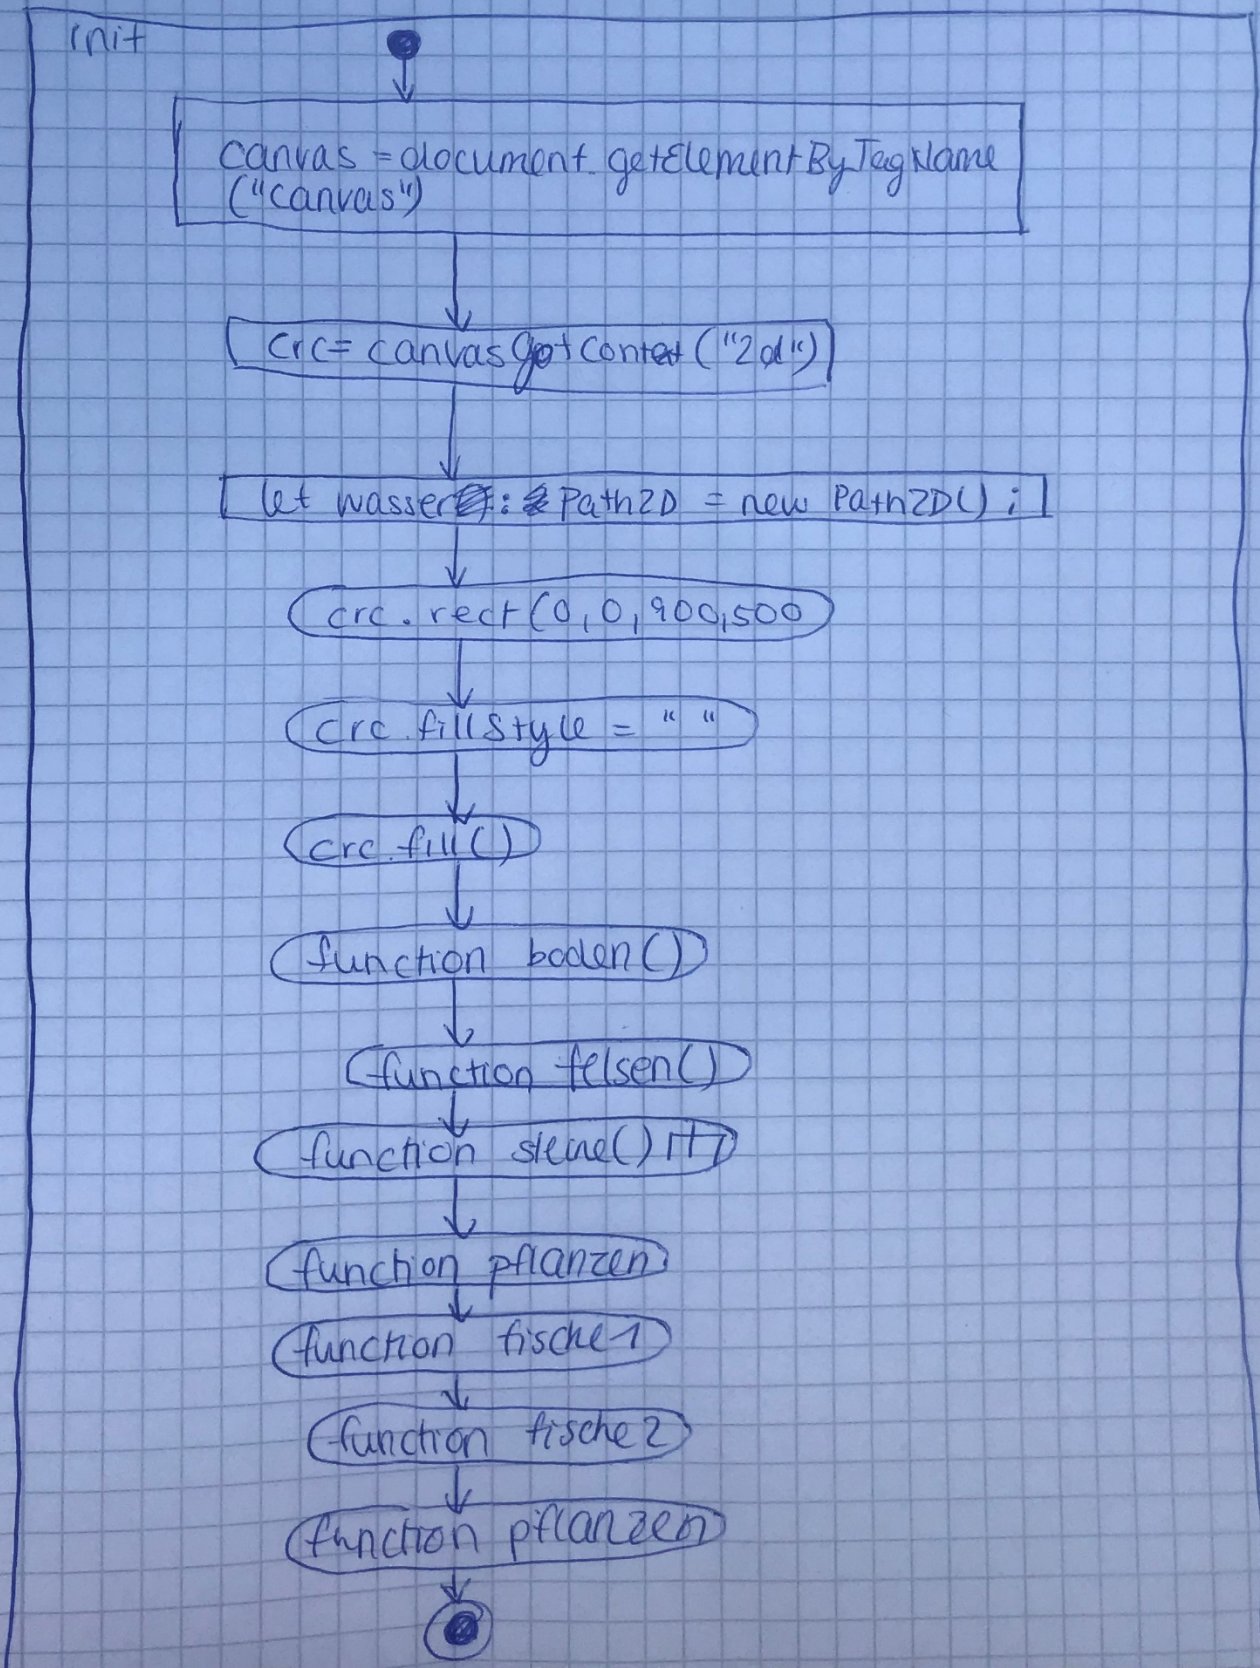 init
canvas = document.getElementByTagName
("canvas")
crc = canvas getContext ("2d")
let wasser : Path2D = new Path2D();
crc.rect(0,0,900,500
crc.fillStyle = " "
crc.fill()
function boden()
function felsen()
function steine()
function pflanzen
function fische1
function fische2
function pflanzen